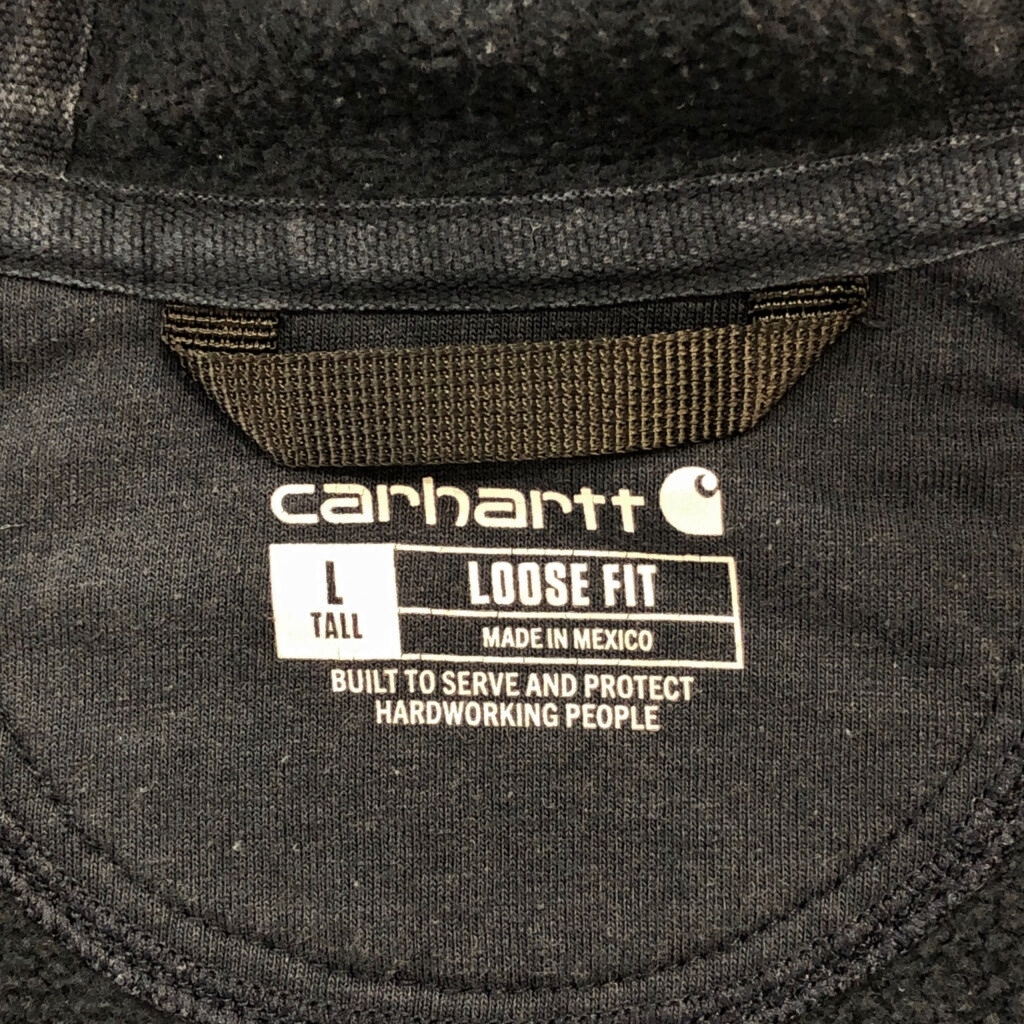 carhartt
L
TALL
LOOSE FIT
MADE IN MEXICO
BUILT TO SERVE AND PROTECT
HARDWORKING PEOPLE